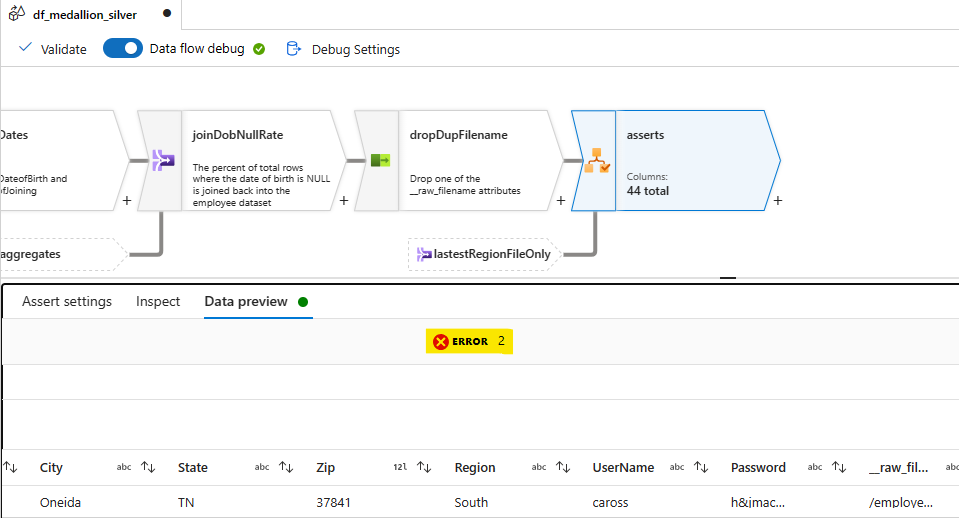 df_medallion_silver
Validate Data flow debug Debug Settings
Dates
DateofBirth and
ofJoining
+
joinDobNullRate
The percent of total rows
where the date of birth is NULL
is joined back into the
employee dataset
+
dropDupFilename
Drop one of the
__raw_filename attributes
+
asserts
Columns:
44 total
+
aggregates
lastestRegionFileOnly
Assert settings Inspect Data preview
ERROR 2
City abc State abc Zip 12l Region abc UserName abc Password abc __raw_fil... abc
Oneida TN 37841 South caross h&jmac... /employe...